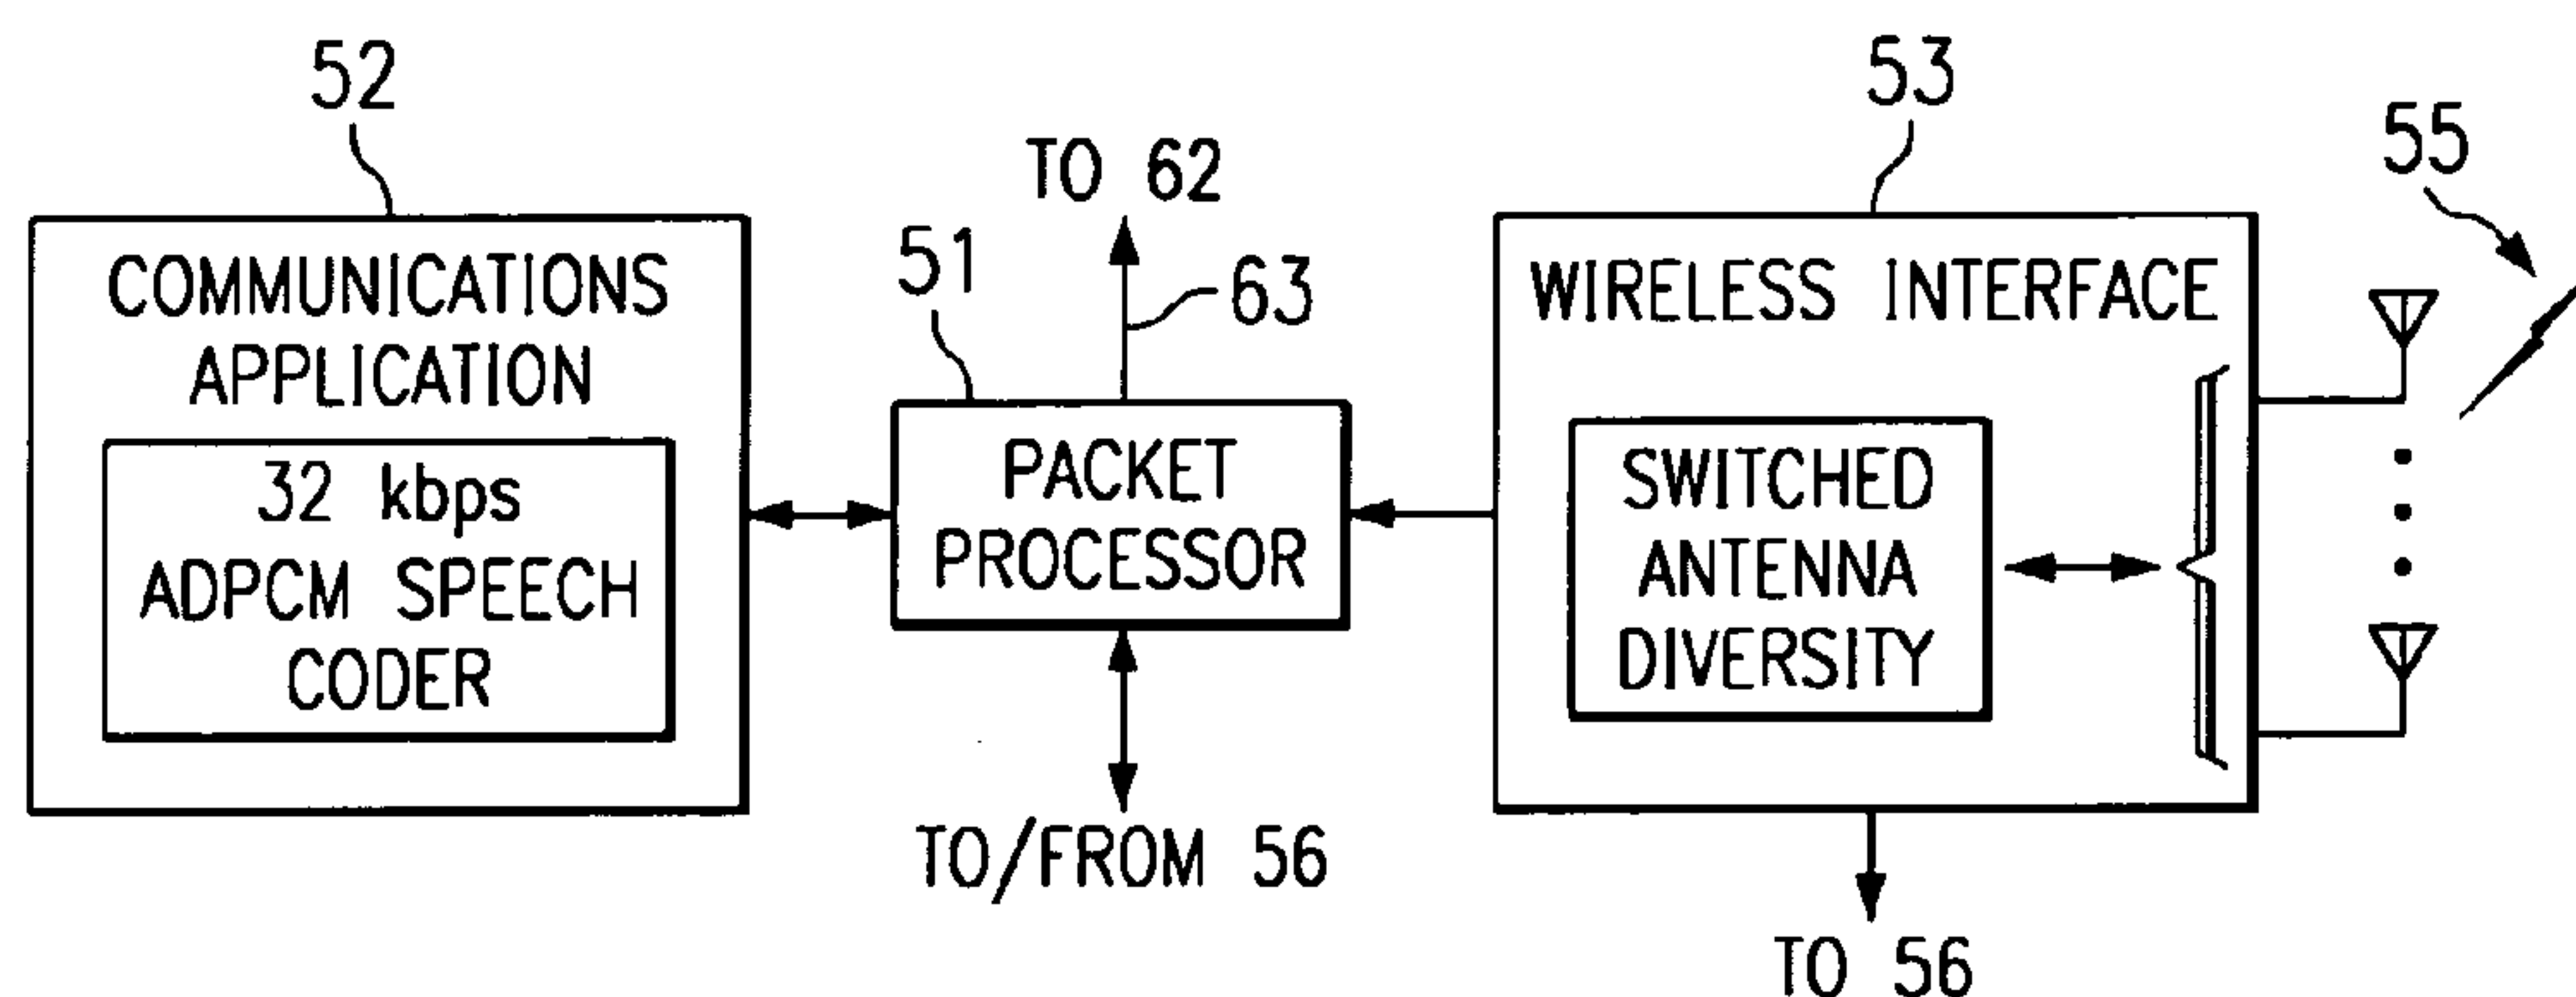 52
53
55
TO 62
51
63
COMMUNICATIONS
APPLICATION
32 kbps
ADPCM SPEECH
CODER
PACKET
PROCESSOR
TO/FROM 56
WIRELESS INTERFACE
SWITCHED
ANTENNA
DIVERSITY
TO 56